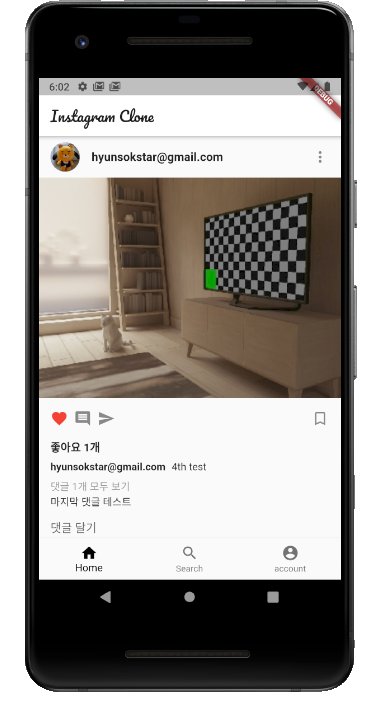 6:02
DEBUG
Instagram Clone
hyunsokstar@gmail.com
좋아요 1개
hyunsokstar@gmail.com 4th test
댓글 1개 모두 보기
마지막 댓글 테스트
댓글 달기
Home Search account